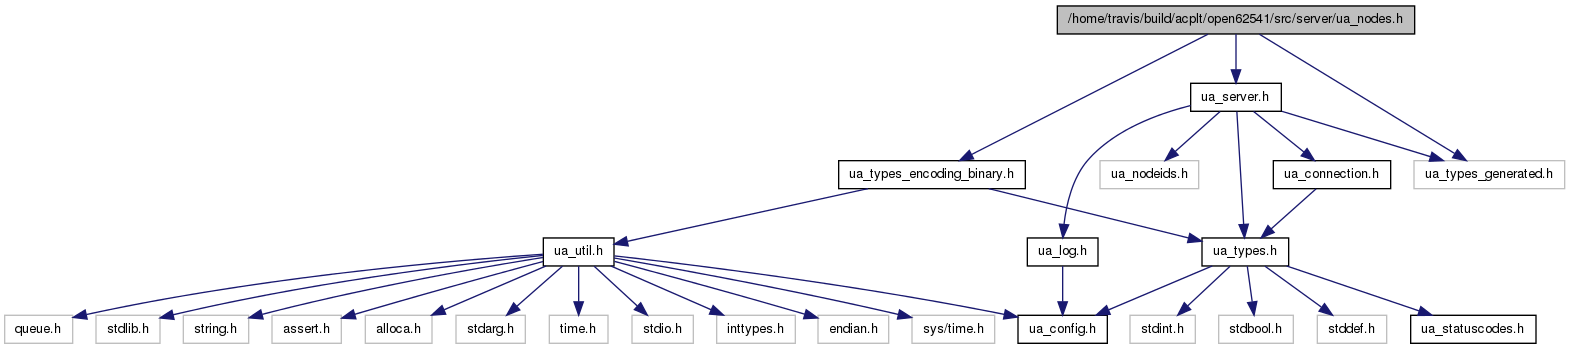 /home/travis/build/acplt/open62541/src/server/ua_nodes.h
ua_server.h
ua_types_encoding_binary.h
ua_nodeids.h
ua_connection.h
ua_types_generated.h
ua_util.h
ua_log.h
ua_types.h
queue.h
stdlib.h
string.h
assert.h
alloca.h
stdarg.h
time.h
stdio.h
inttypes.h
endian.h
sys/time.h
ua_config.h
stdint.h
stdbool.h
stddef.h
ua_statuscodes.h